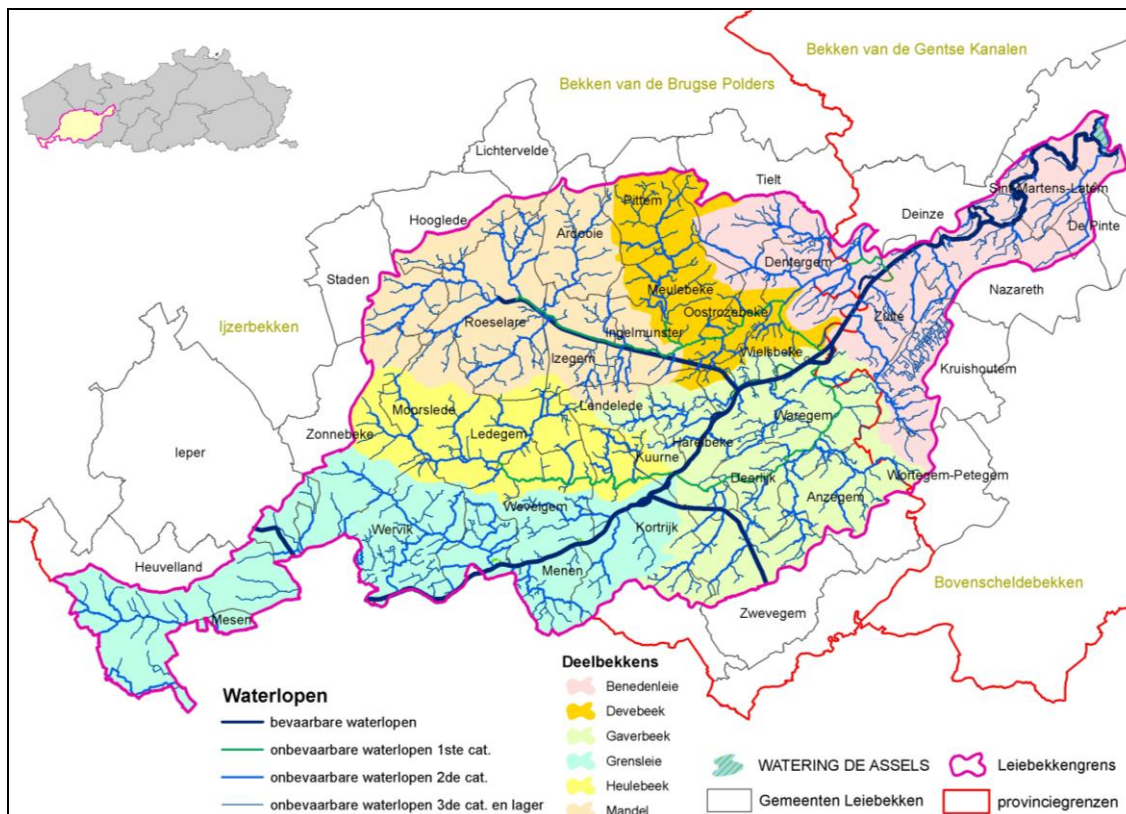 Bekken van de Gentse Kanalen
Bekken van de Brugse Polders
Lichtervelde
Tielt
Sint-Martens-Latem
Pittem
Hooglede
Deinze
Ardooie
De Pinte
Dentergem
Staden
Meulebeke
Nazareth
Oostrozebeke
Zulte
Roeselare
Ijzerbekken
Ingelmunster
Wielsbeke
Izegem
Kruishoutem
Lendelede
Moorslede
Waregem
Zonnebeke
Ledegem
Harelbeke
Ieper
Kuurne
Deerlijk
Wortegem-Petegem
Anzegem
Wevelgem
Wervik
Kortrijk
Heuvelland
Menen
Bovenscheldebekken
Zwevegem
Mesen
Waterlopen
bevaarbare waterlopen
onbevaarbare waterlopen 1ste cat.
onbevaarbare waterlopen 2de cat.
onbevaarbare waterlopen 3de cat. en lager
Deelbekkens
Benedenleie
Devebeek
Gaverbeek
Grensleie
Heulebeek
Mandel
WATERING DE ASSELS
Leiebekkengrens
Gemeenten Leiebekken
provinciegrenzen